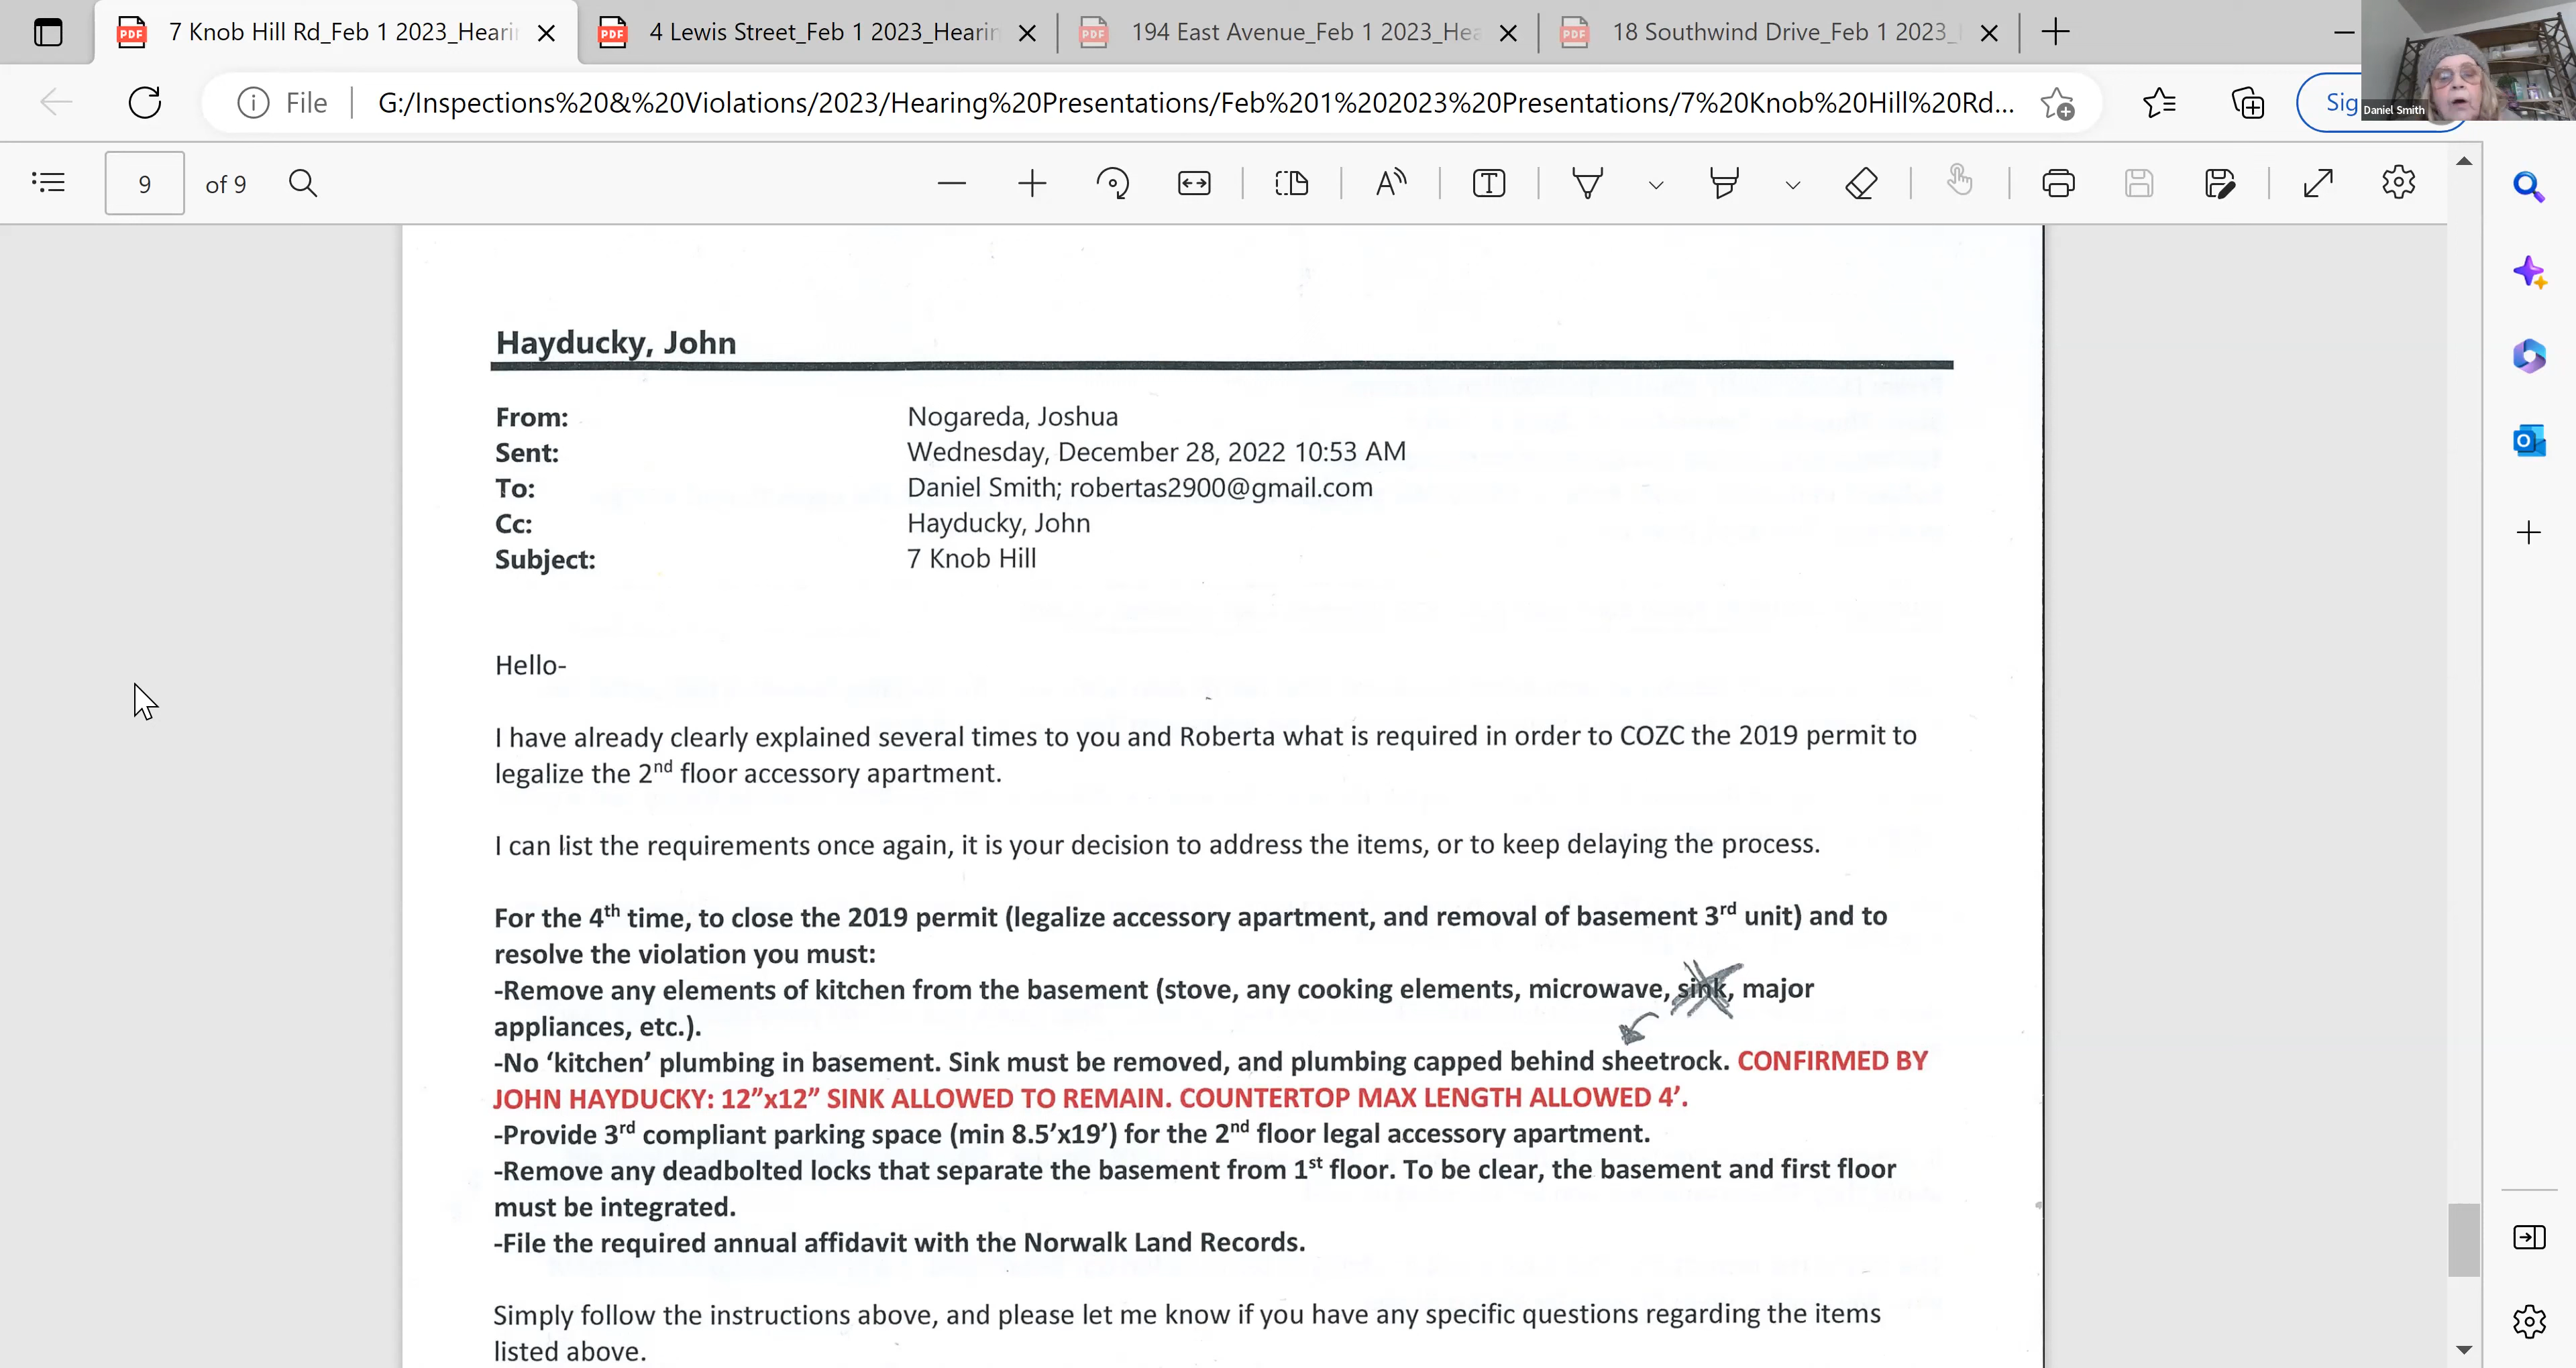 7 Knob Hill Rd_Feb 1 2023_Hearin
4 Lewis Street_Feb 1 2023_Hearin
194 East Avenue_Feb 1 2023_Hea
18 Southwind Drive_Feb 1 2023_
File
G:/Inspections%20&%20Violations/2023/Hearing%20Presentations/Feb%201%202023%20Presentations/7%20Knob%20Hill%20Rd...
Sig
Daniel Smith
9 of 9
Hayducky, John
From: Nogareda, Joshua
Sent: Wednesday, December 28, 2022 10:53 AM
To: Daniel Smith; robertas2900@gmail.com
Cc: Hayducky, John
Subject: 7 Knob Hill
Hello-
I have already clearly explained several times to you and Roberta what is required in order to COZC the 2019 permit to
legalize the 2nd floor accessory apartment.
I can list the requirements once again, it is your decision to address the items, or to keep delaying the process.
For the 4th time, to close the 2019 permit (legalize accessory apartment, and removal of basement 3rd unit) and to
resolve the violation you must:
-Remove any elements of kitchen from the basement (stove, any cooking elements, microwave, sink, major
appliances, etc.).
-No ‘kitchen’ plumbing in basement. Sink must be removed, and plumbing capped behind sheetrock. CONFIRMED BY
JOHN HAYDUCKY: 12”x12” SINK ALLOWED TO REMAIN. COUNTERTOP MAX LENGTH ALLOWED 4’.
-Provide 3rd compliant parking space (min 8.5’x19’) for the 2nd floor legal accessory apartment.
-Remove any deadbolted locks that separate the basement from 1st floor. To be clear, the basement and first floor
must be integrated.
-File the required annual affidavit with the Norwalk Land Records.
Simply follow the instructions above, and please let me know if you have any specific questions regarding the items
listed above.